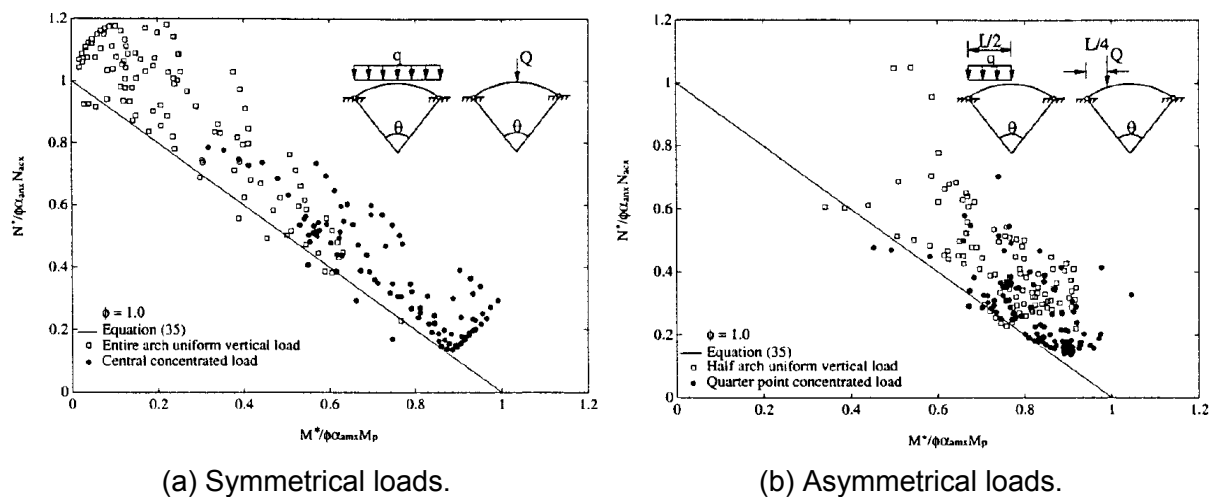 1.2
1
0.8
0.6
0.4
0.2
0
N*/ϕα_anx N_acx
q
Q
θ
θ
ϕ = 1.0
Equation (35)
Entire arch uniform vertical load
Central concentrated load
0 0.2 0.4 0.6 0.8 1 1.2
M*/ϕα_amx M_p
(a) Symmetrical loads.
1.2
1
0.8
0.6
0.4
0.2
0
N*/ϕα_anx N_acx
L/2
q
L/4
Q
θ
θ
ϕ = 1.0
Equation (35)
Half arch uniform vertical load
Quarter point concentrated load
0 0.2 0.4 0.6 0.8 1 1.2
M*/ϕα_amx M_p
(b) Asymmetrical loads.